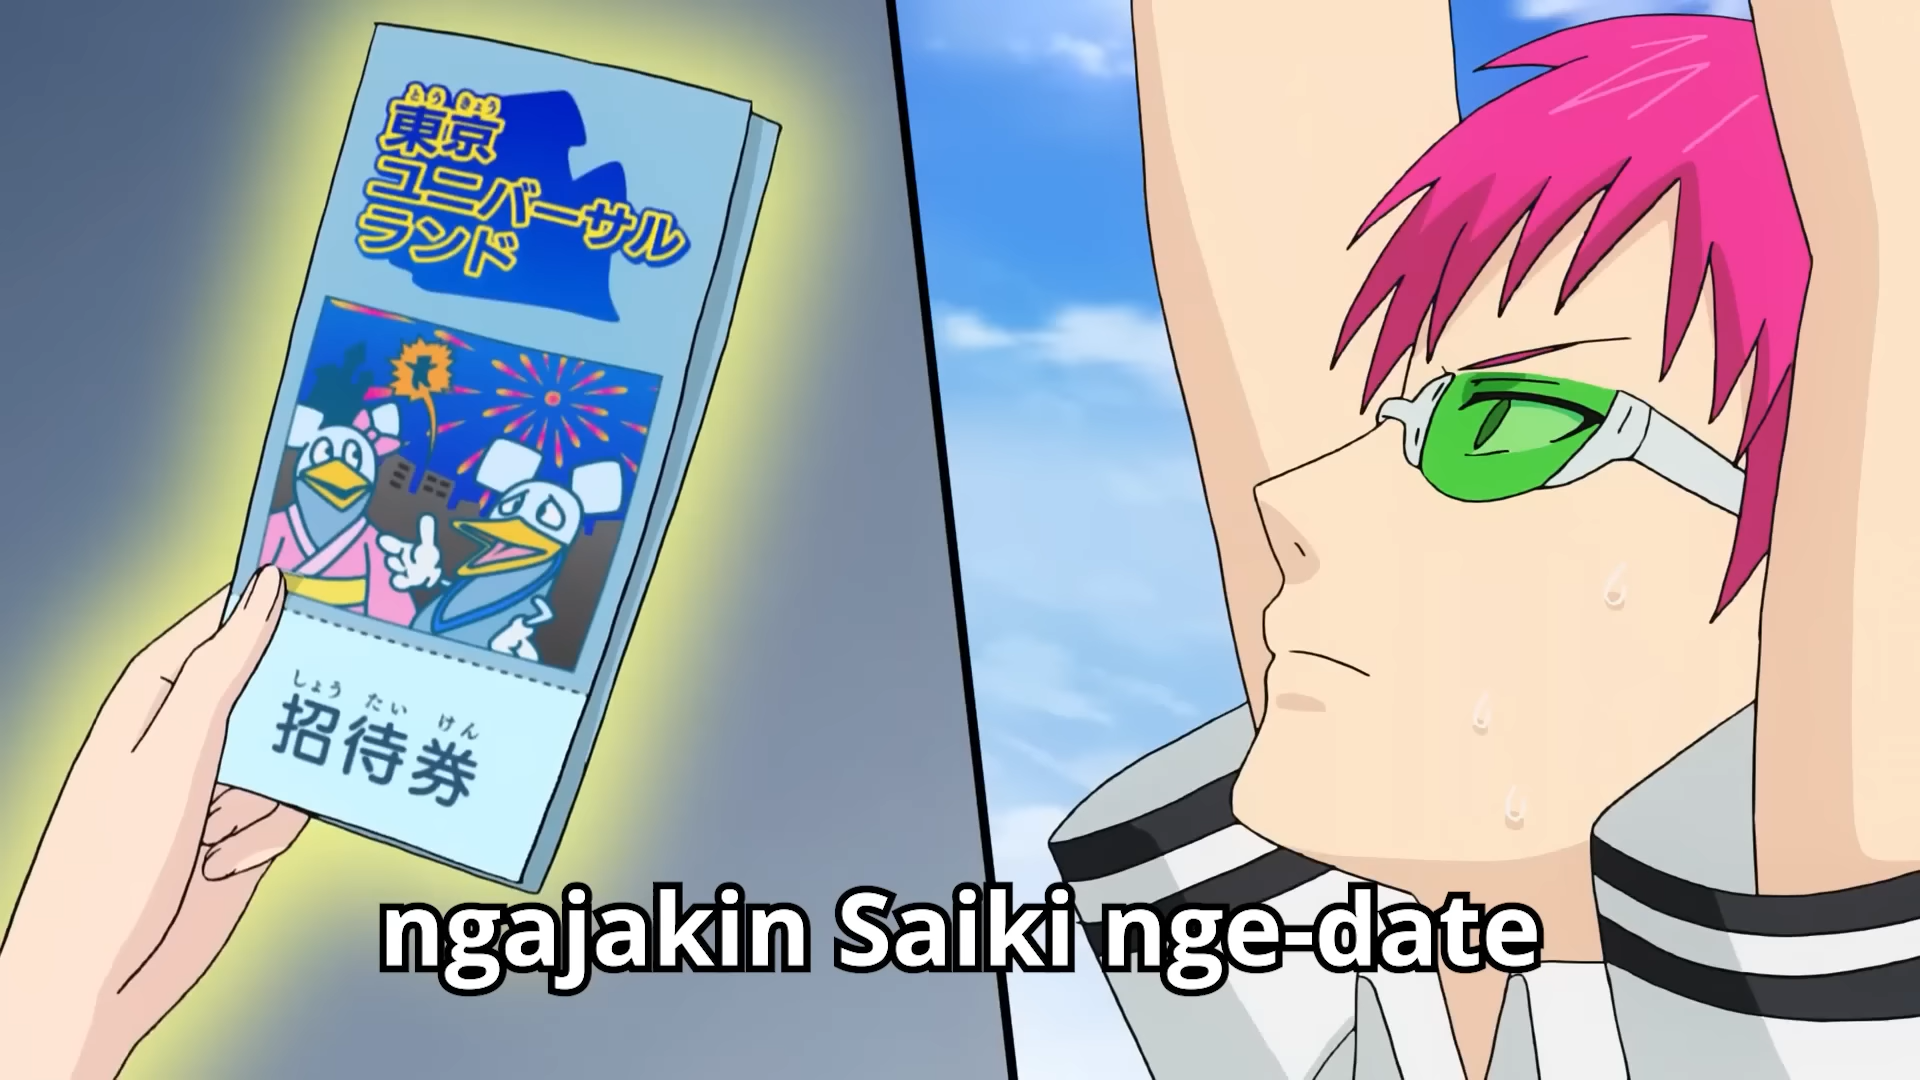 とうきょう
東京
ユニバーサル
ランド
しょうたいけん
招待券
ngajakin Saiki nge-date